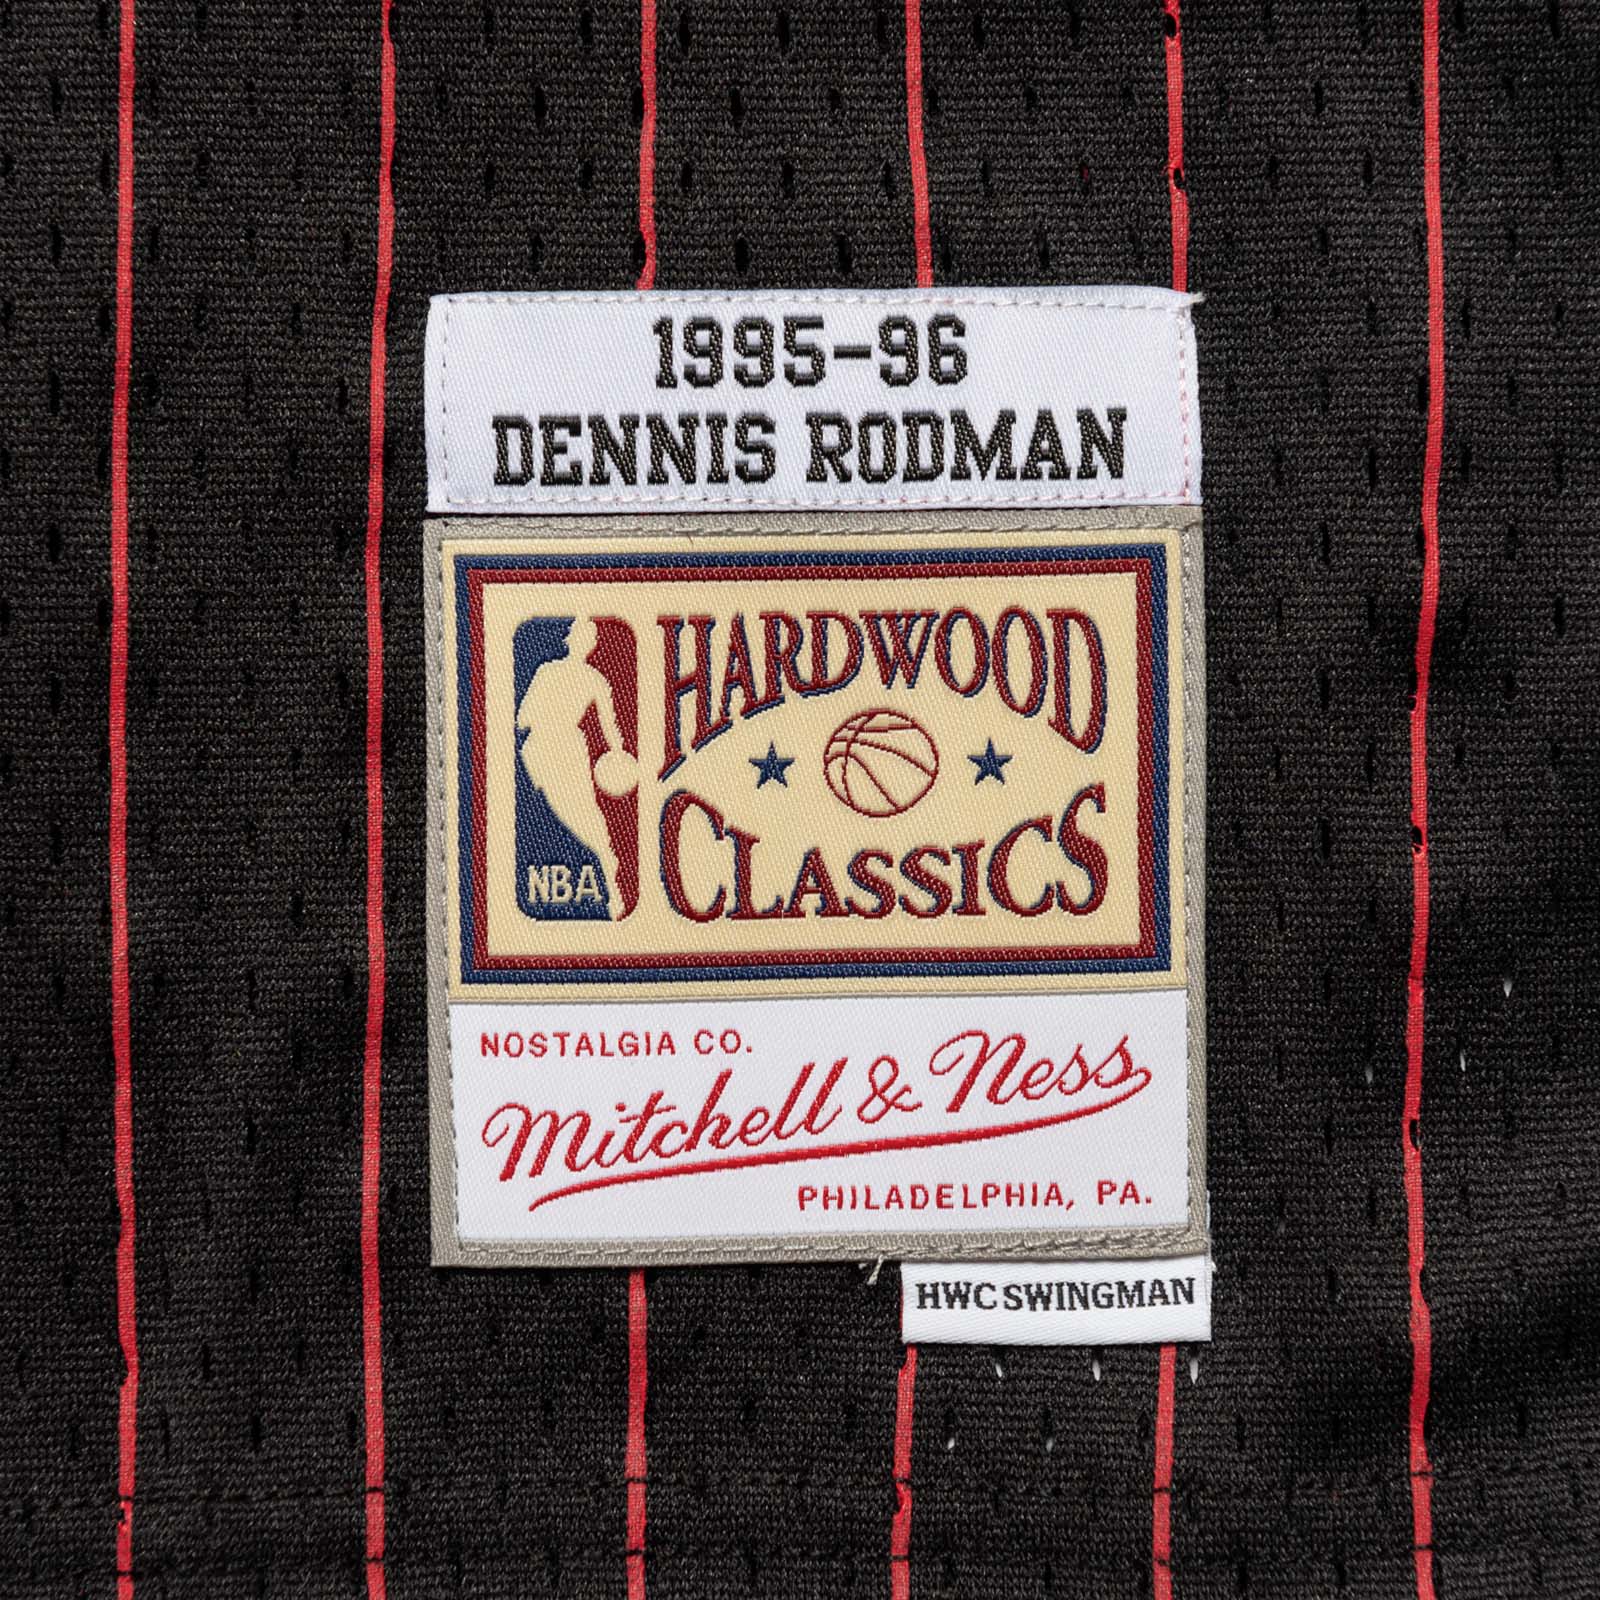 1995-96
DENNIS RODMAN
HARDWOOD
CLASSICS
NBA
NOSTALGIA CO.
Mitchell & Ness
PHILADELPHIA, PA.
HWC SWINGMAN